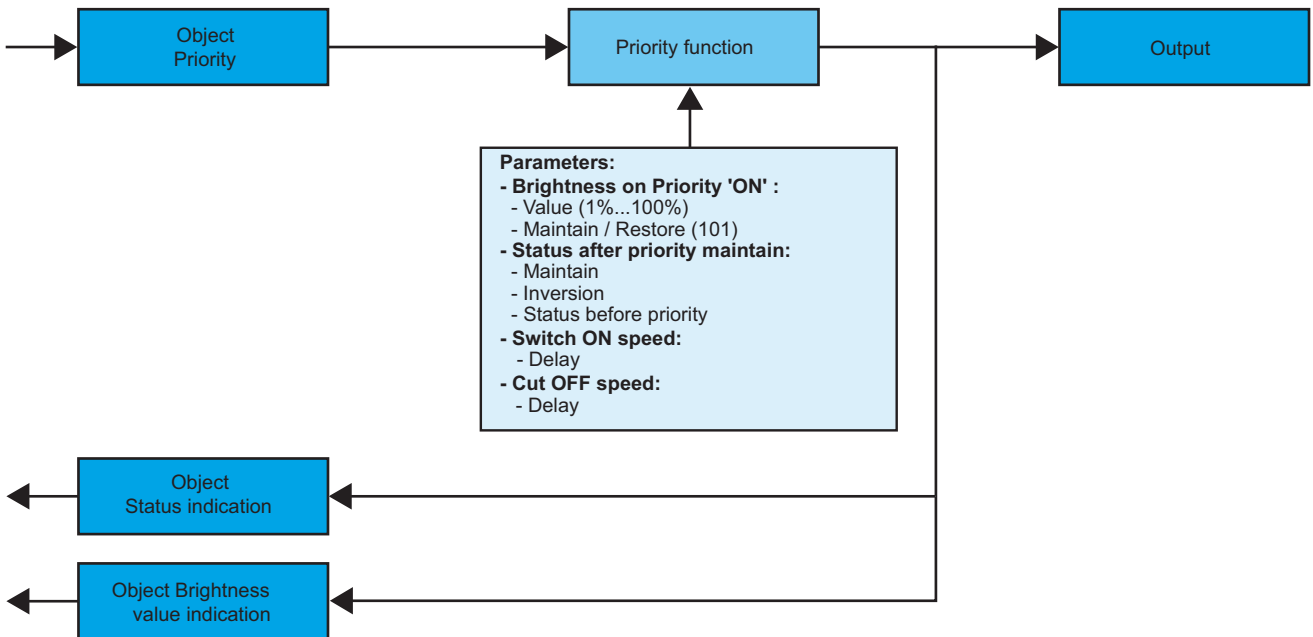 Object
Priority
Priority function
Output
Parameters:
- Brightness on Priority 'ON' :
- Value (1%...100%)
- Maintain / Restore (101)
- Status after priority maintain:
- Maintain
- Inversion
- Status before priority
- Switch ON speed:
- Delay
- Cut OFF speed:
- Delay
Object
Status indication
Object Brightness
value indication